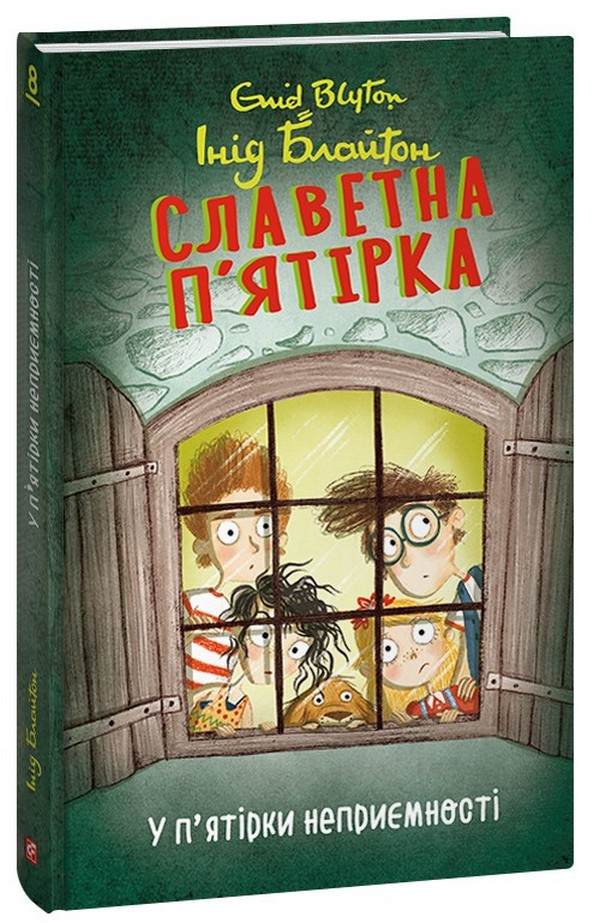 Enid Blyton
Інід Блайтон
СЛАВЕТНА
П'ЯТІРКА
У П'ЯТІРКИ НЕПРИЄМНОСТІ
8
У П'ЯТІРКИ НЕПРИЄМНОСТІ
Інід Блайтон